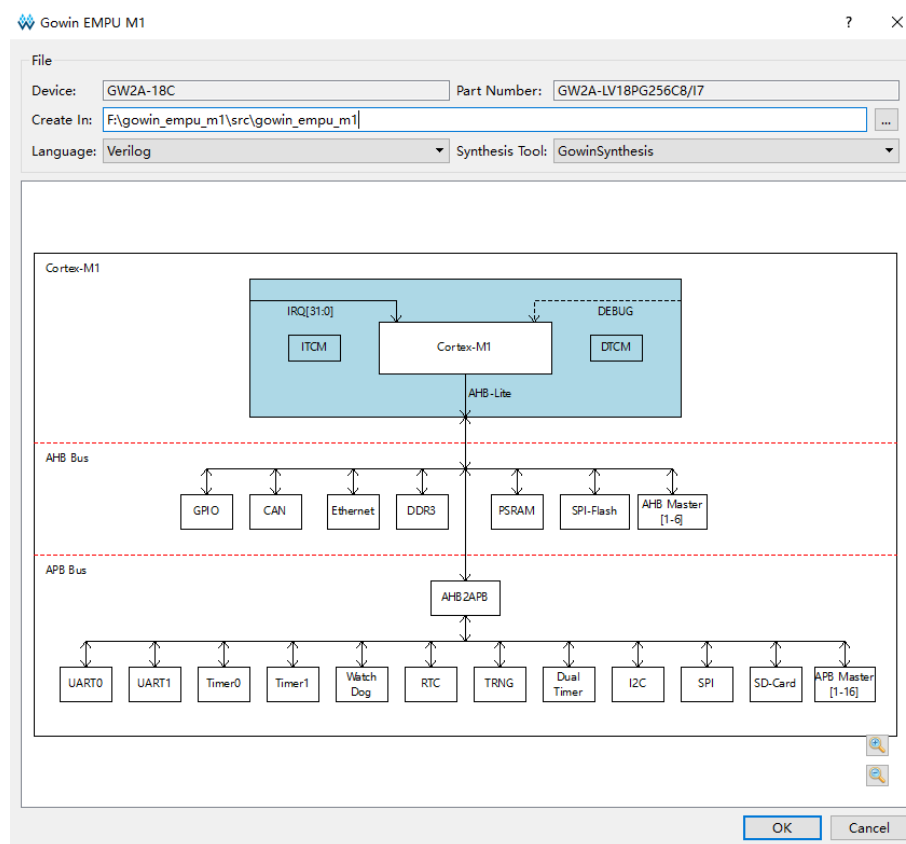 Gowin EMPU M1 ? ×
File
Device: GW2A-18C Part Number: GW2A-LV18PG256C8/I7
Create In: F:\gowin_empu_m1\src\gowin_empu_m1 ...
Language: Verilog Synthesis Tool: GowinSynthesis
Cortex-M1
IRQ[31:0] DEBUG
ITCM Cortex-M1 DTCM
AHB-Lite
AHB Bus
GPIO CAN Ethernet DDR3 PSRAM SPI-Flash AHB Master
[1-6]
APB Bus
AHB2APB
UART0 UART1 Timer0 Timer1 Watch
Dog RTC TRNG Dual
Timer I2C SPI SD-Card APB Master
[1-16]
OK Cancel